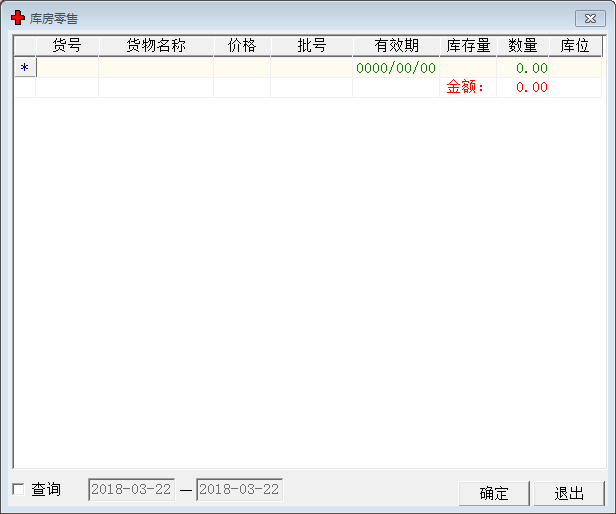 库房零售
货号 货物名称 价格 批号 有效期 库存量 数量 库位
* 0000/00/00 0.00
金额： 0.00
查询 2018-03-22 — 2018-03-22 确定 退出